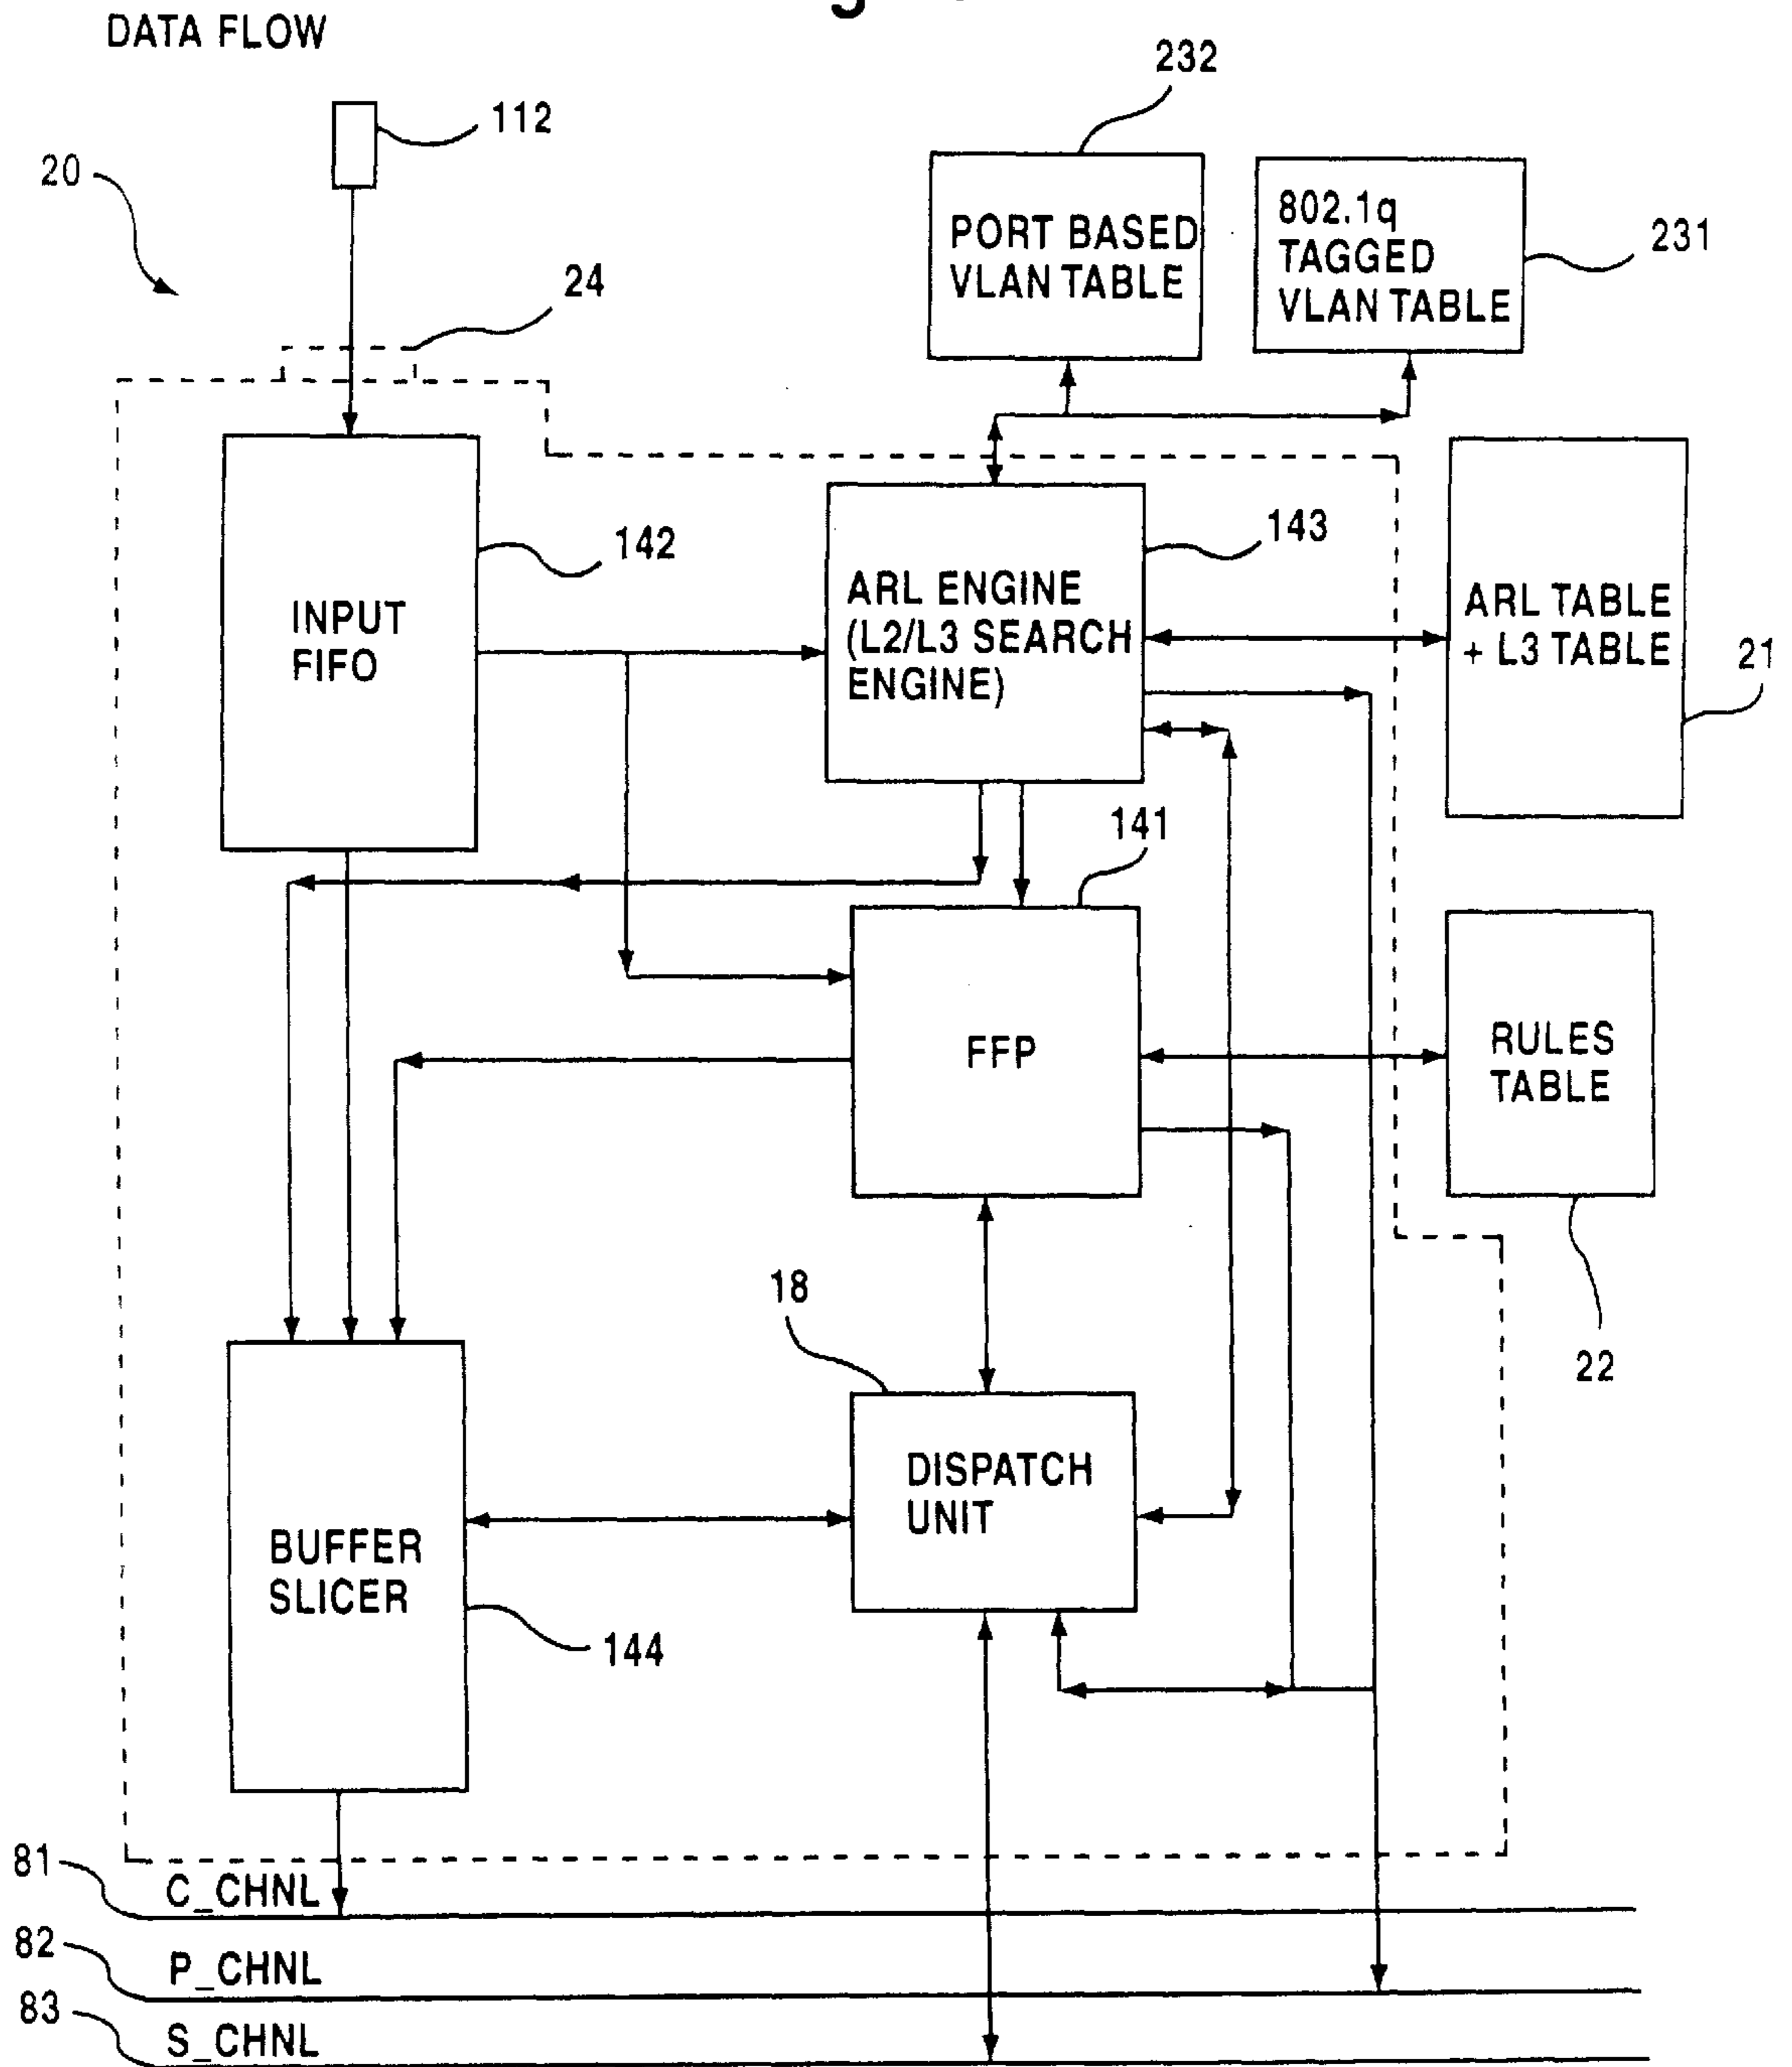 DATA FLOW
232
112
20
PORT BASED
VLAN TABLE
802.1q
TAGGED
VLAN TABLE
231
24
142
143
INPUT
FIFO
ARL ENGINE
(L2/L3 SEARCH
ENGINE)
ARL TABLE
+ L3 TABLE
21
141
FFP
RULES
TABLE
18
22
DISPATCH
UNIT
BUFFER
SLICER
144
81
C_CHNL
82
P_CHNL
83
S_CHNL